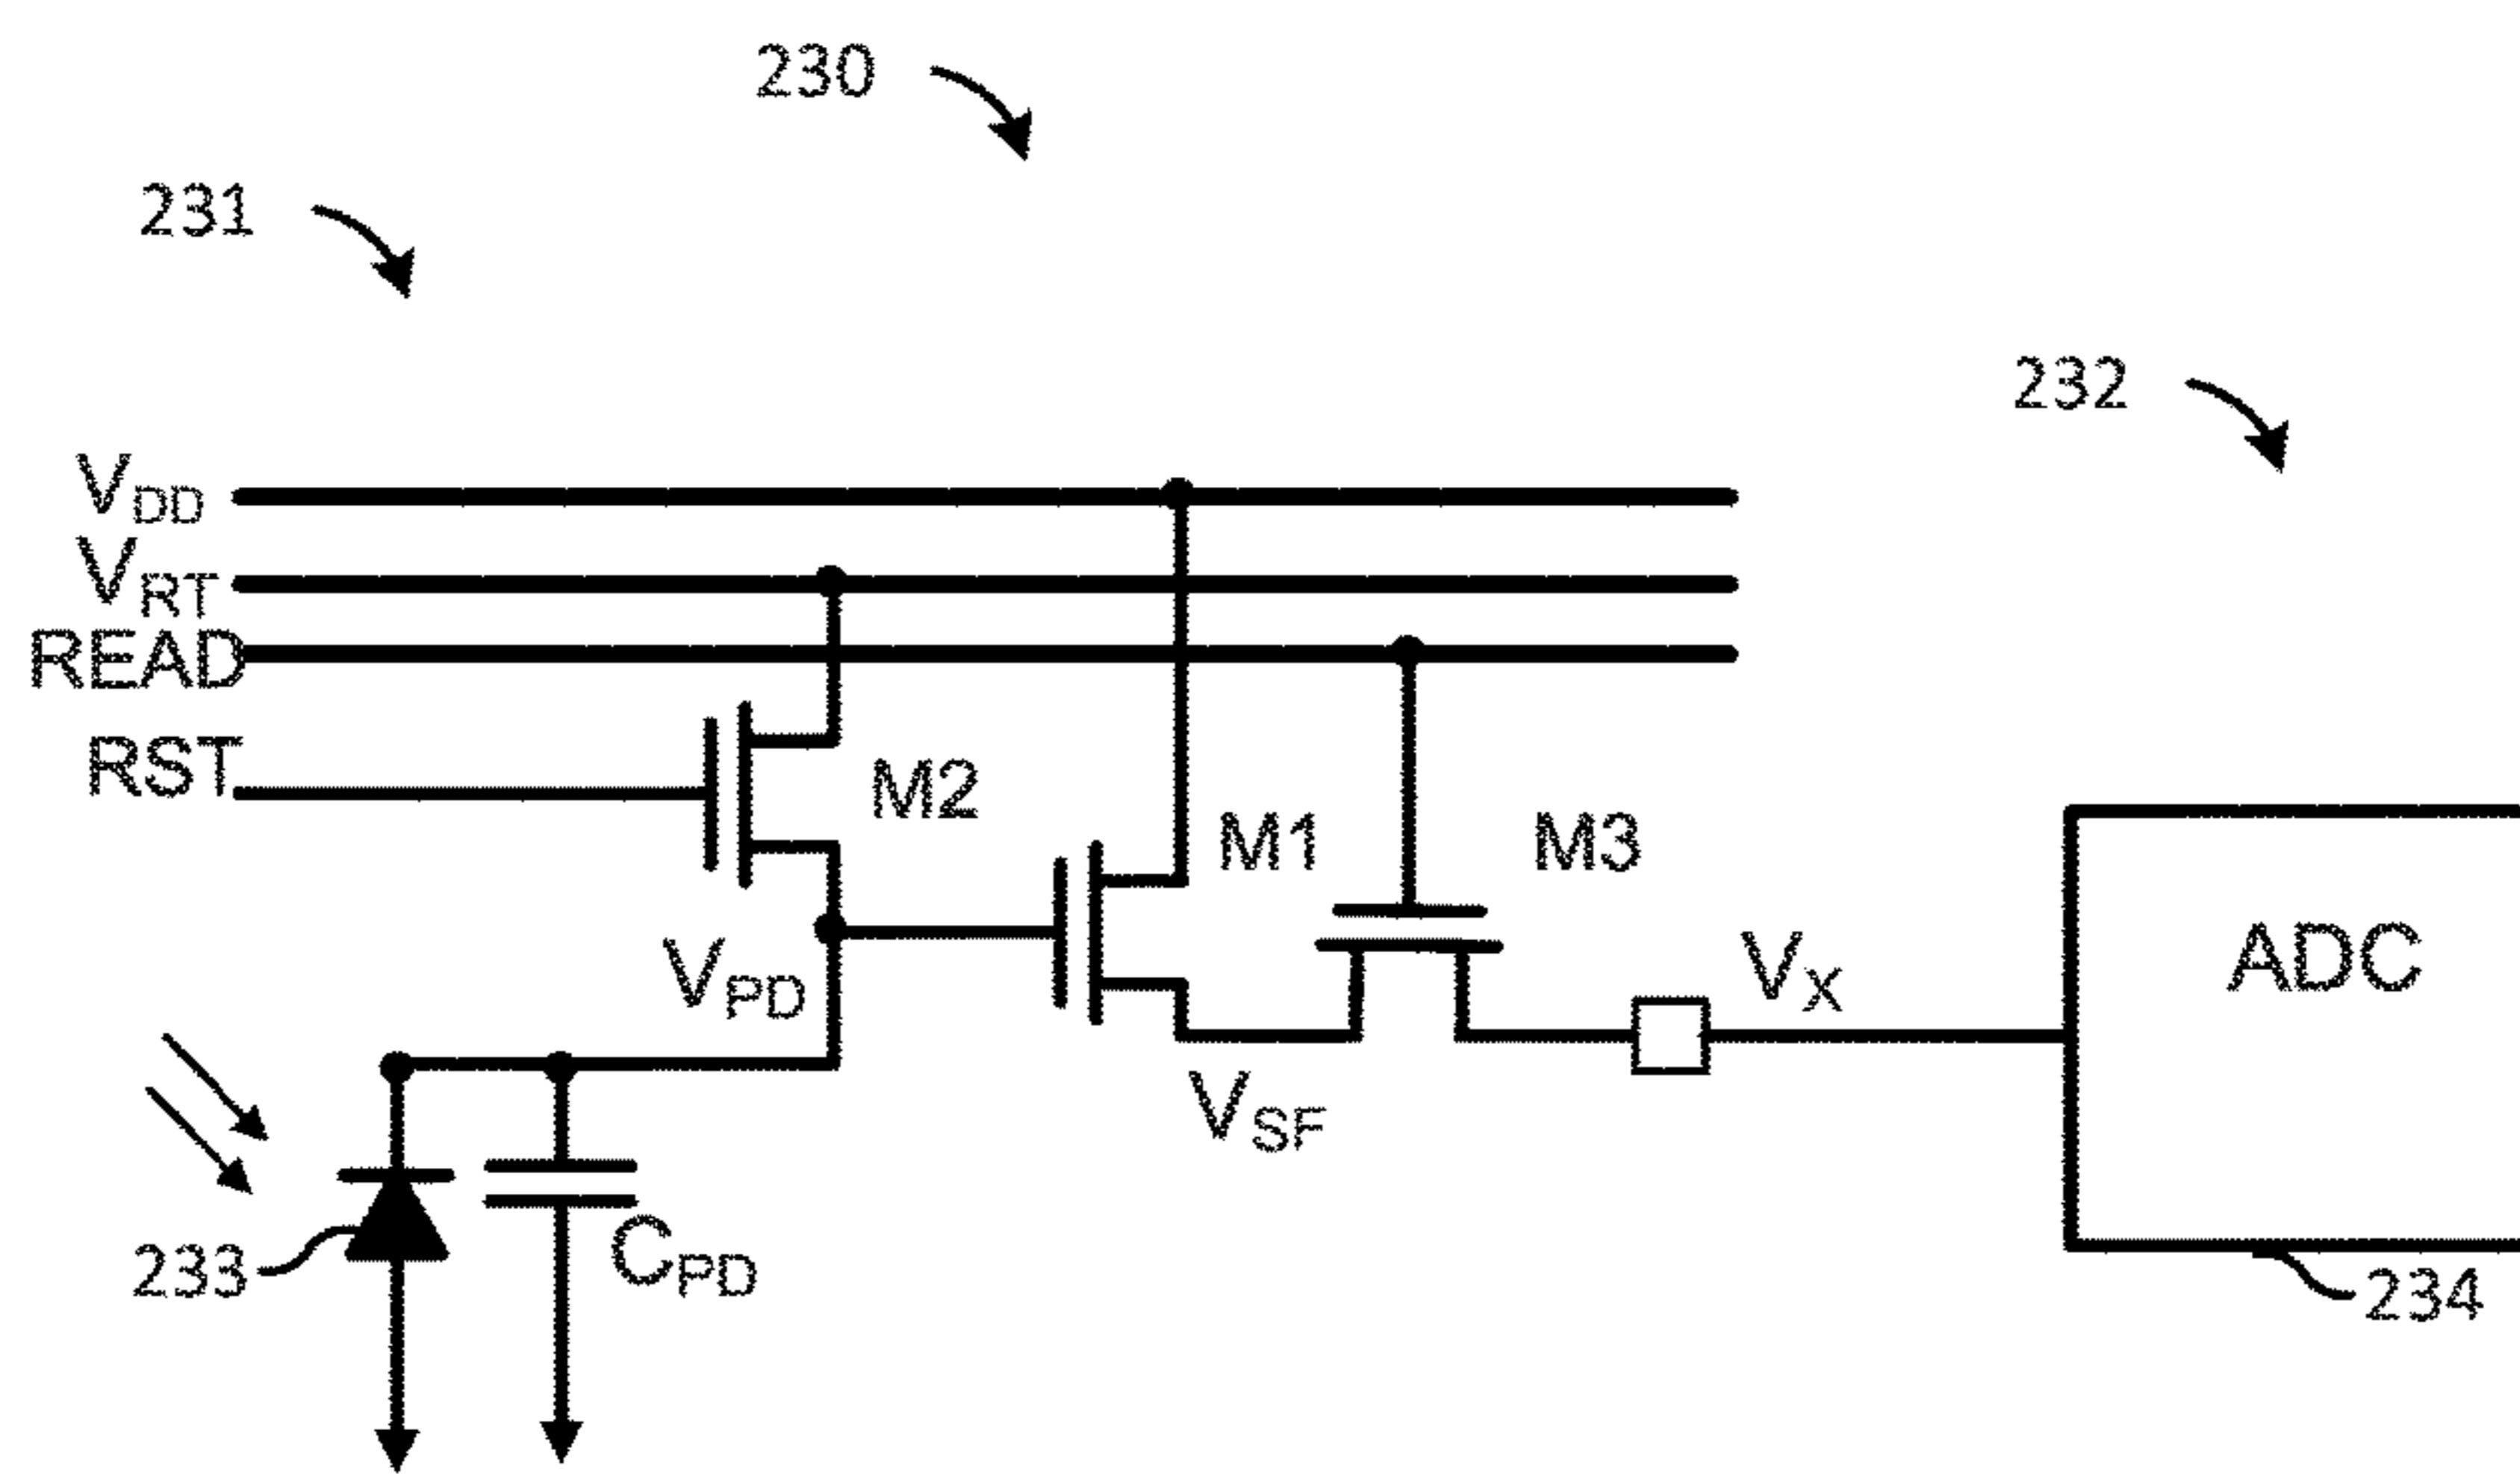 230
231
232
VDD
VRT
READ
RST
M2
M1
M3
VPD
VX
ADC
VSF
233
CPD
234